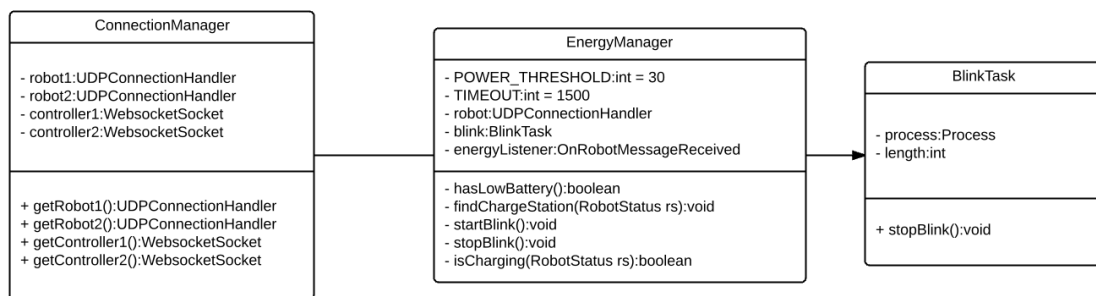 ConnectionManager
- robot1:UDPConnectionHandler
- robot2:UDPConnectionHandler
- controller1:WebsocketSocket
- controller2:WebsocketSocket
+ getRobot1():UDPConnectionHandler
+ getRobot2():UDPConnectionHandler
+ getController1():WebsocketSocket
+ getController2():WebsocketSocket
EnergyManager
- POWER_THRESHOLD:int = 30
- TIMEOUT:int = 1500
- robot:UDPConnectionHandler
- blink:BlinkTask
- energyListener:OnRobotMessageReceived
- hasLowBattery():boolean
- findChargeStation(RobotStatus rs):void
- startBlink():void
- stopBlink():void
- isCharging(RobotStatus rs):boolean
BlinkTask
- process:Process
- length:int
+ stopBlink():void